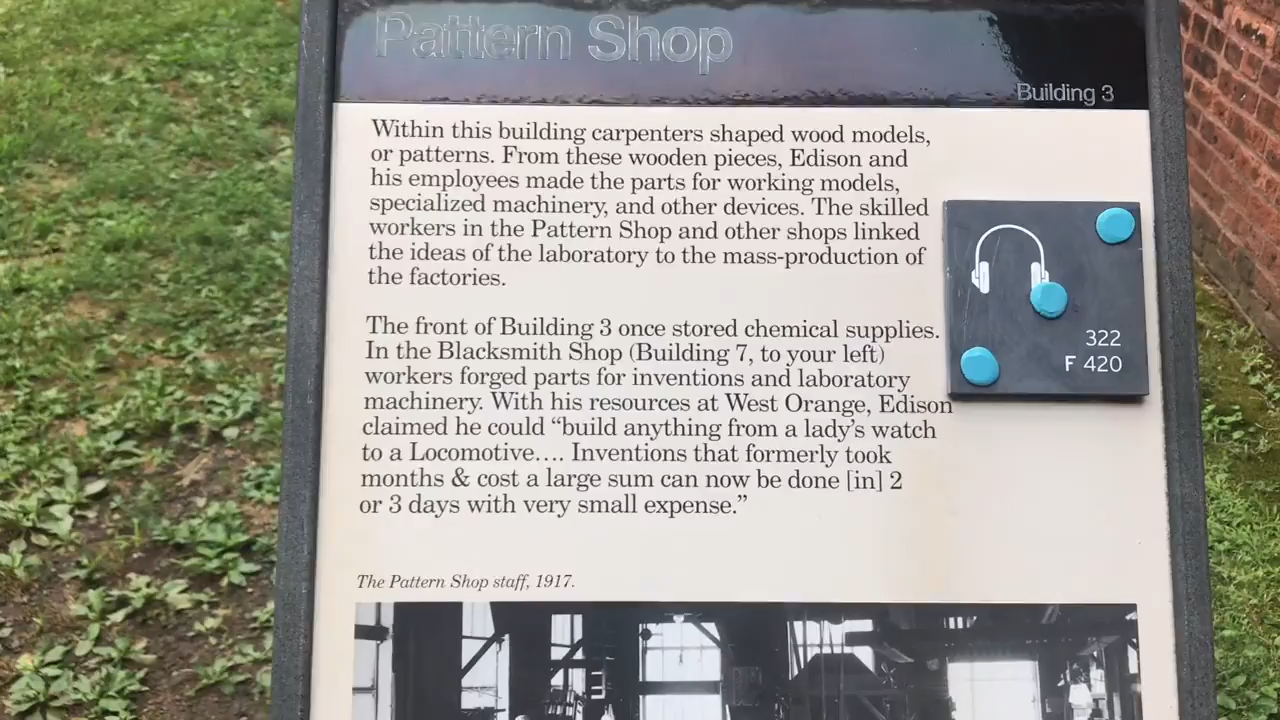 Pattern Shop
Building 3
Within this building carpenters shaped wood models,
or patterns. From these wooden pieces, Edison and
his employees made the parts for working models,
specialized machinery, and other devices. The skilled
workers in the Pattern Shop and other shops linked
the ideas of the laboratory to the mass-production of
the factories.
The front of Building 3 once stored chemical supplies.
In the Blacksmith Shop (Building 7, to your left)
workers forged parts for inventions and laboratory
machinery. With his resources at West Orange, Edison
claimed he could “build anything from a lady’s watch
to a Locomotive…. Inventions that formerly took
months & cost a large sum can now be done [in] 2
or 3 days with very small expense.”
322
F 420
The Pattern Shop staff, 1917.